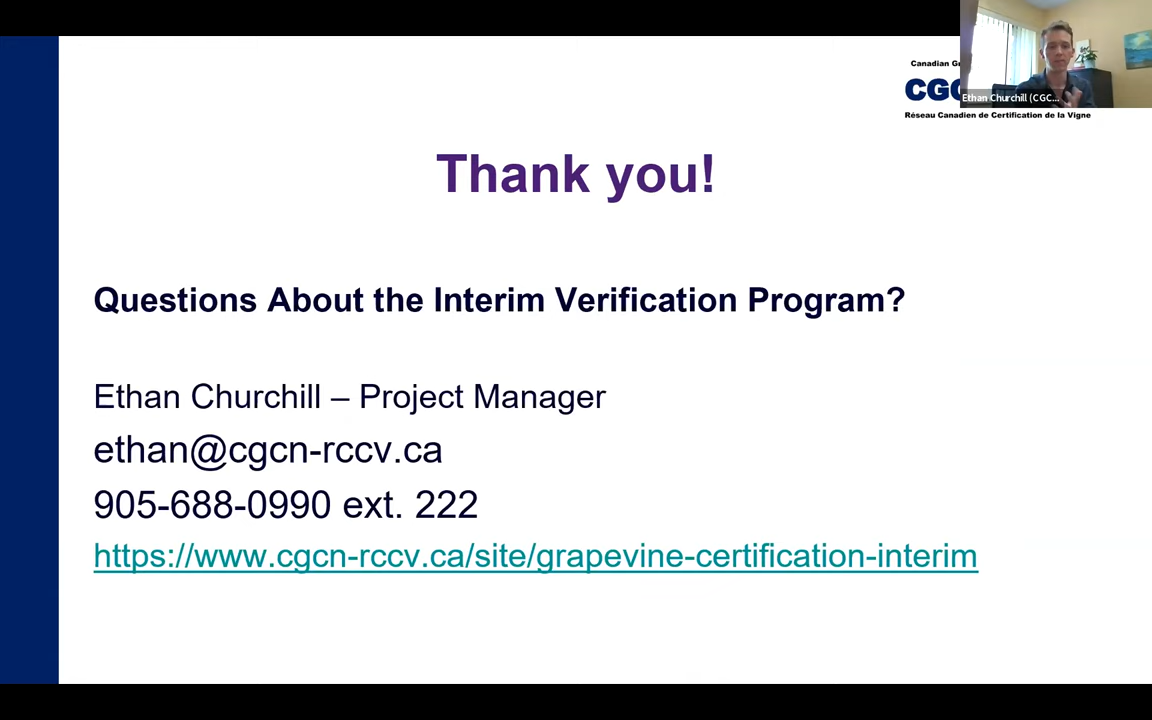 Canadian
CGC
Ethan Churchill (CGC...
Réseau Canadien de Certification de la Vigne
Thank you!
Questions About the Interim Verification Program?
Ethan Churchill – Project Manager
ethan@cgcn-rccv.ca
905-688-0990 ext. 222
https://www.cgcn-rccv.ca/site/grapevine-certification-interim